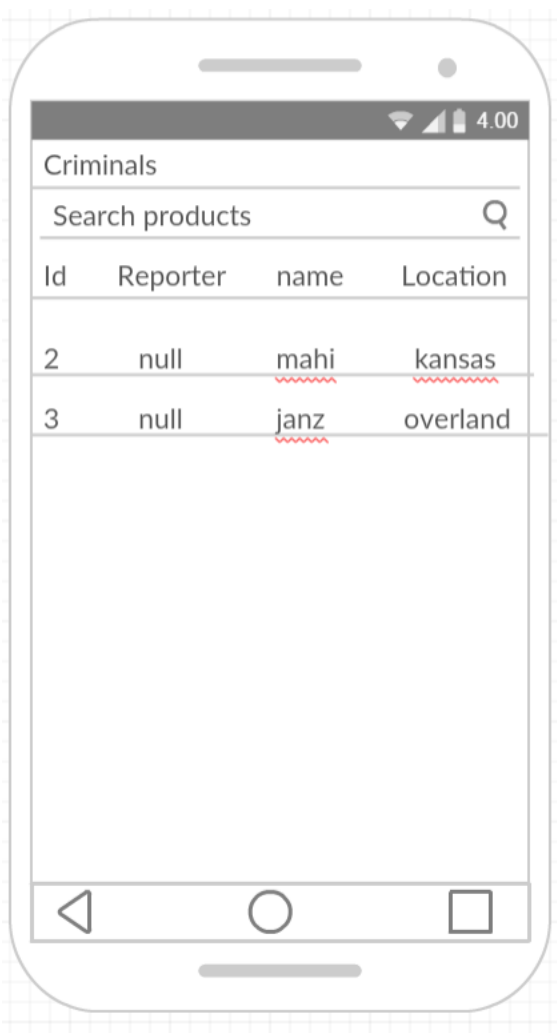 4.00
Criminals
Search products
Id Reporter name Location
2 null mahi kansas
3 null janz overland